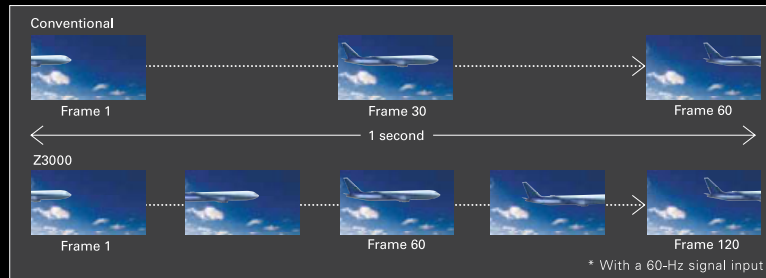 Conventional
Frame 1
Frame 30
Frame 60
1 second
Z3000
Frame 1
Frame 60
Frame 120
* With a 60-Hz signal input